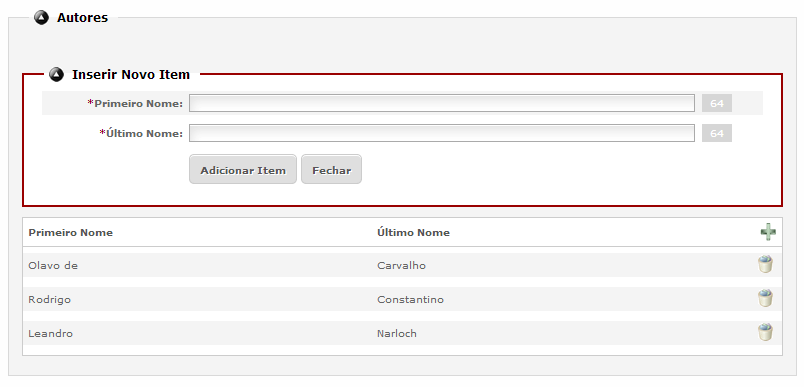 Autores
Inserir Novo Item
*Primeiro Nome: 64
*Último Nome: 64
Adicionar Item Fechar
Primeiro Nome Último Nome
Olavo de Carvalho
Rodrigo Constantino
Leandro Narloch